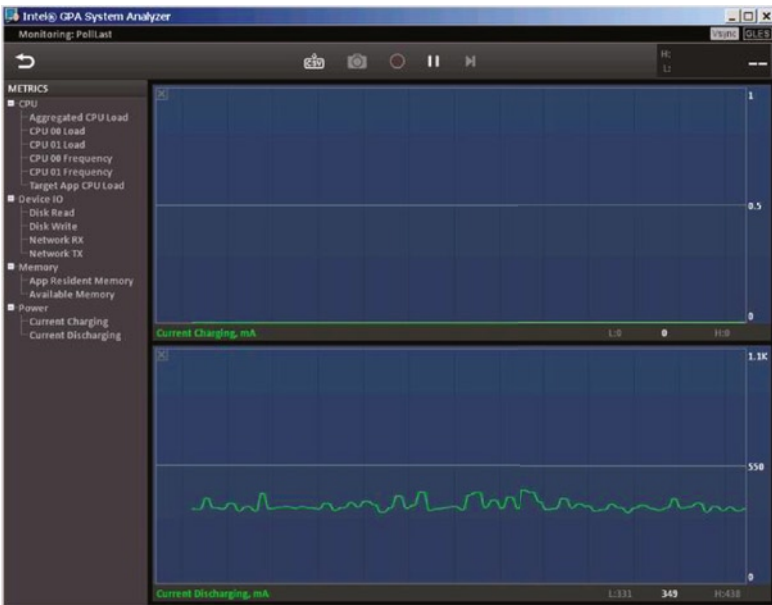 Intel® GPA System Analyzer
Monitoring: PollLast
Vsync GLES
CSV
H:
L:
--
METRICS
CPU
Aggregated CPU Load
CPU 00 Load
CPU 01 Load
CPU 00 Frequency
CPU 01 Frequency
Target App CPU Load
Device IO
Disk Read
Disk Write
Network RX
Network TX
Memory
App Resident Memory
Available Memory
Power
Current Charging
Current Discharging
1
0.5
0
Current Charging, mA L:0 0 H:0
1.1K
550
0
Current Discharging, mA L:331 349 H:438